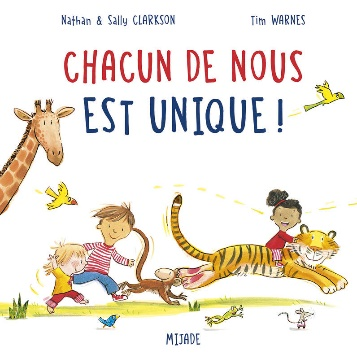 Nathan & Sally CLARKSON
Tim WARNES
CHACUN DE NOUS
EST UNIQUE !
MIJADE